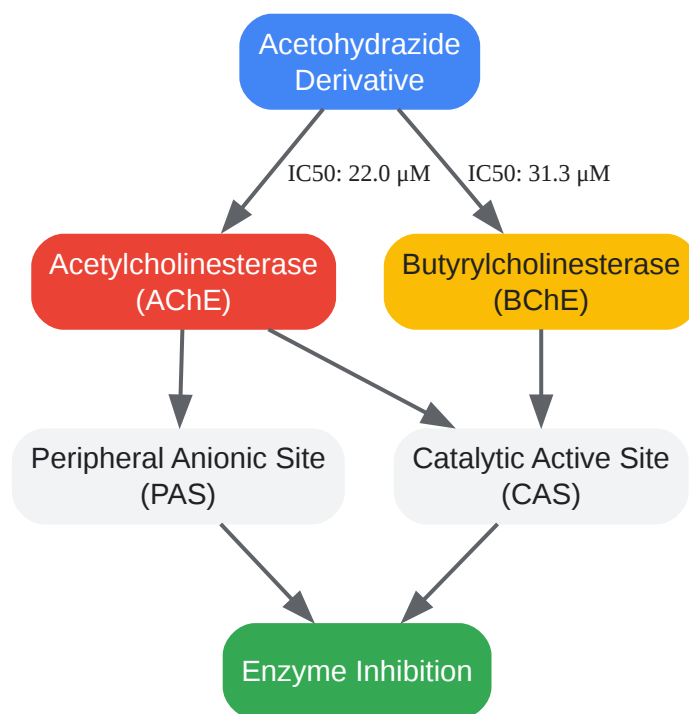 Acetohydrazide
Derivative
IC50: 22.0 μM
IC50: 31.3 μM
Acetylcholinesterase
(AChE)
Butyrylcholinesterase
(BChE)
Peripheral Anionic Site
(PAS)
Catalytic Active Site
(CAS)
Enzyme Inhibition